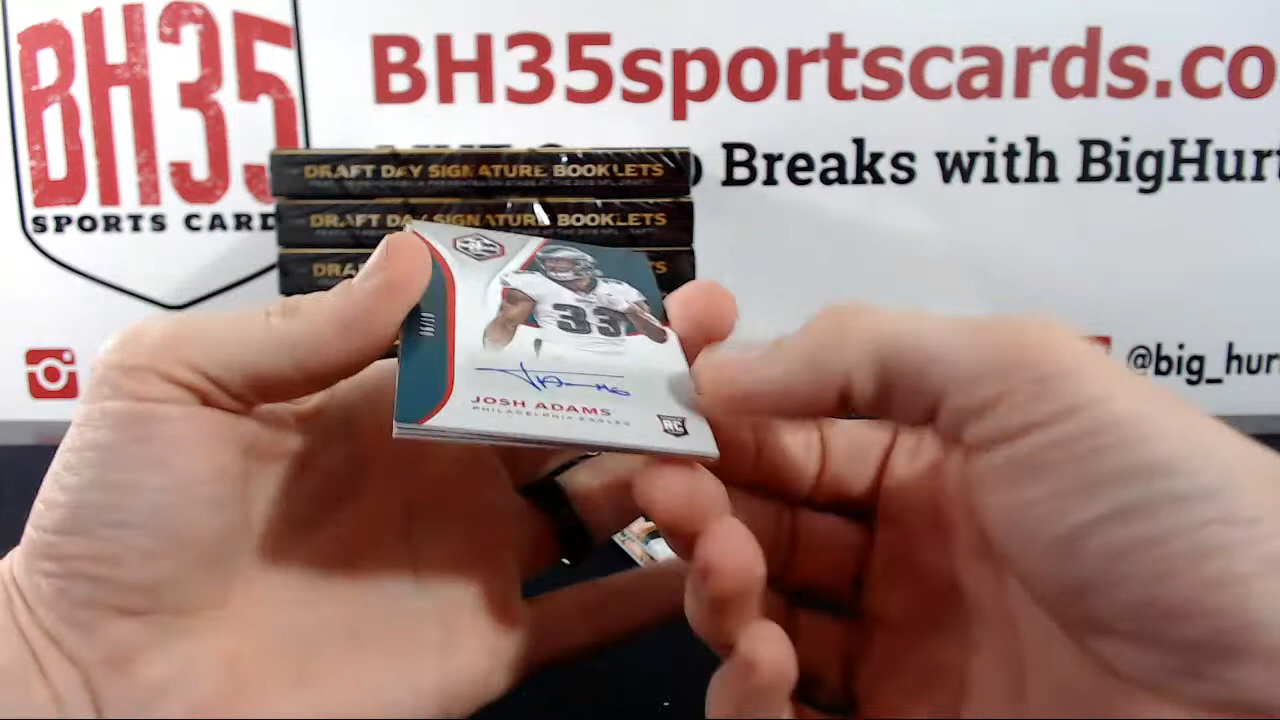 BH35
SPORTS CARD
BH35sportscards.co
Breaks with BigHurt
@big_hur
DRAFT DAY SIGNATURE BOOKLETS
DRAFT DAY SIGNATURE BOOKLETS
DRA
33
JOSH ADAMS
PHILADELPHIA EAGLES
RC